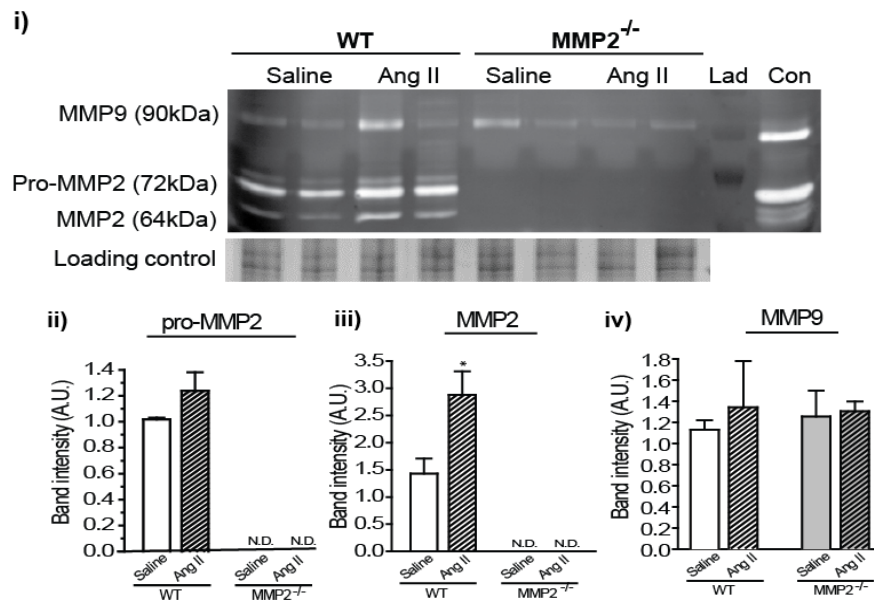 i)
WT MMP2-/-
Saline Ang II Saline Ang II Lad Con
MMP9 (90kDa)
Pro-MMP2 (72kDa)
MMP2 (64kDa)
Loading control
ii) pro-MMP2
Band intensity (A.U.)
1.4
1.2
1.0
0.8
0.6
0.4
0.2
0.0
N.D. N.D.
Saline Ang II Saline Ang II
WT MMP2-/-
iii) MMP2
Band intensity (A.U.)
3.5
3.0
2.5
2.0
1.5
1.0
0.5
0.0
*
N.D. N.D.
Saline Ang II Saline Ang II
WT MMP2-/-
iv) MMP9
Band intensity (A.U.)
1.8
1.6
1.4
1.2
1.0
0.8
0.6
0.4
0.2
0.0
Saline Ang II Saline Ang II
WT MMP2-/-